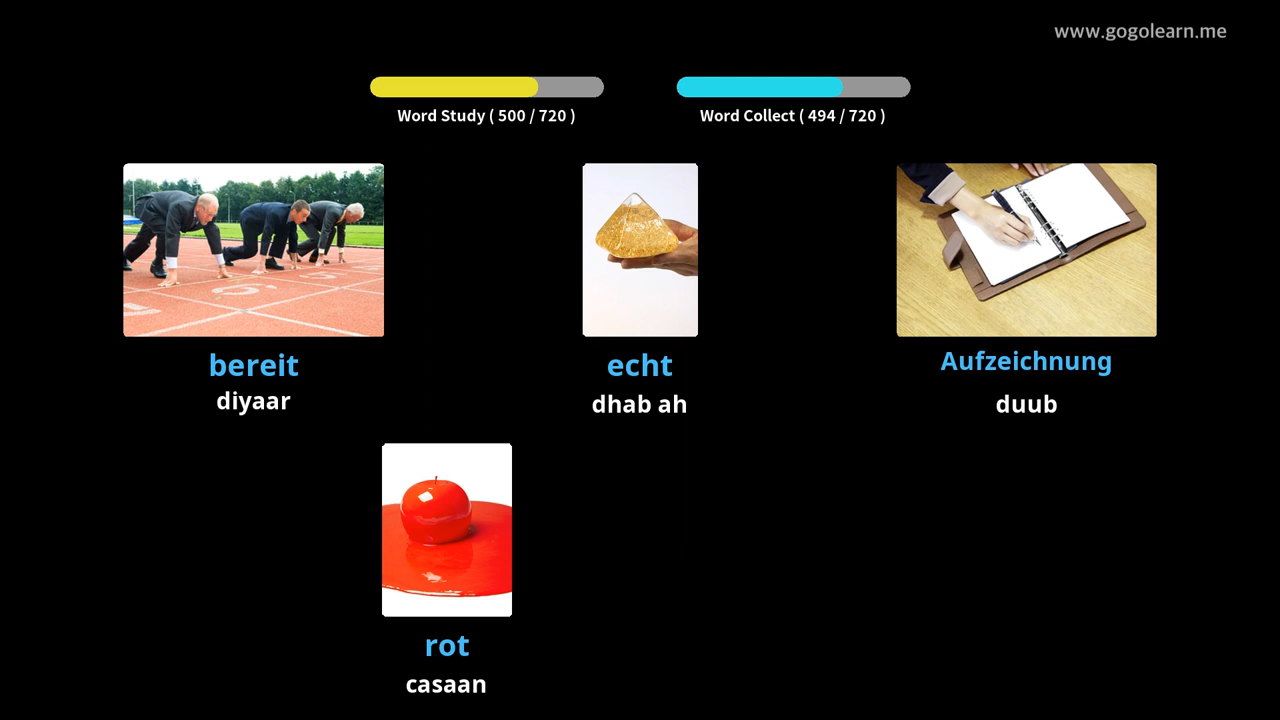 www.gogolearn.me
Word Study ( 500 / 720 )
Word Collect ( 494 / 720 )
bereit
diyaar
echt
dhab ah
Aufzeichnung
duub
rot
casaan